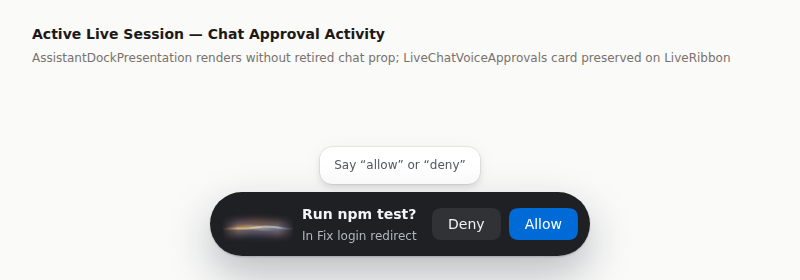 Active Live Session — Chat Approval Activity
AssistantDockPresentation renders without retired chat prop; LiveChatVoiceApprovals card preserved on LiveRibbon
Say “allow” or “deny”
Run npm test?
In Fix login redirect
Deny
Allow